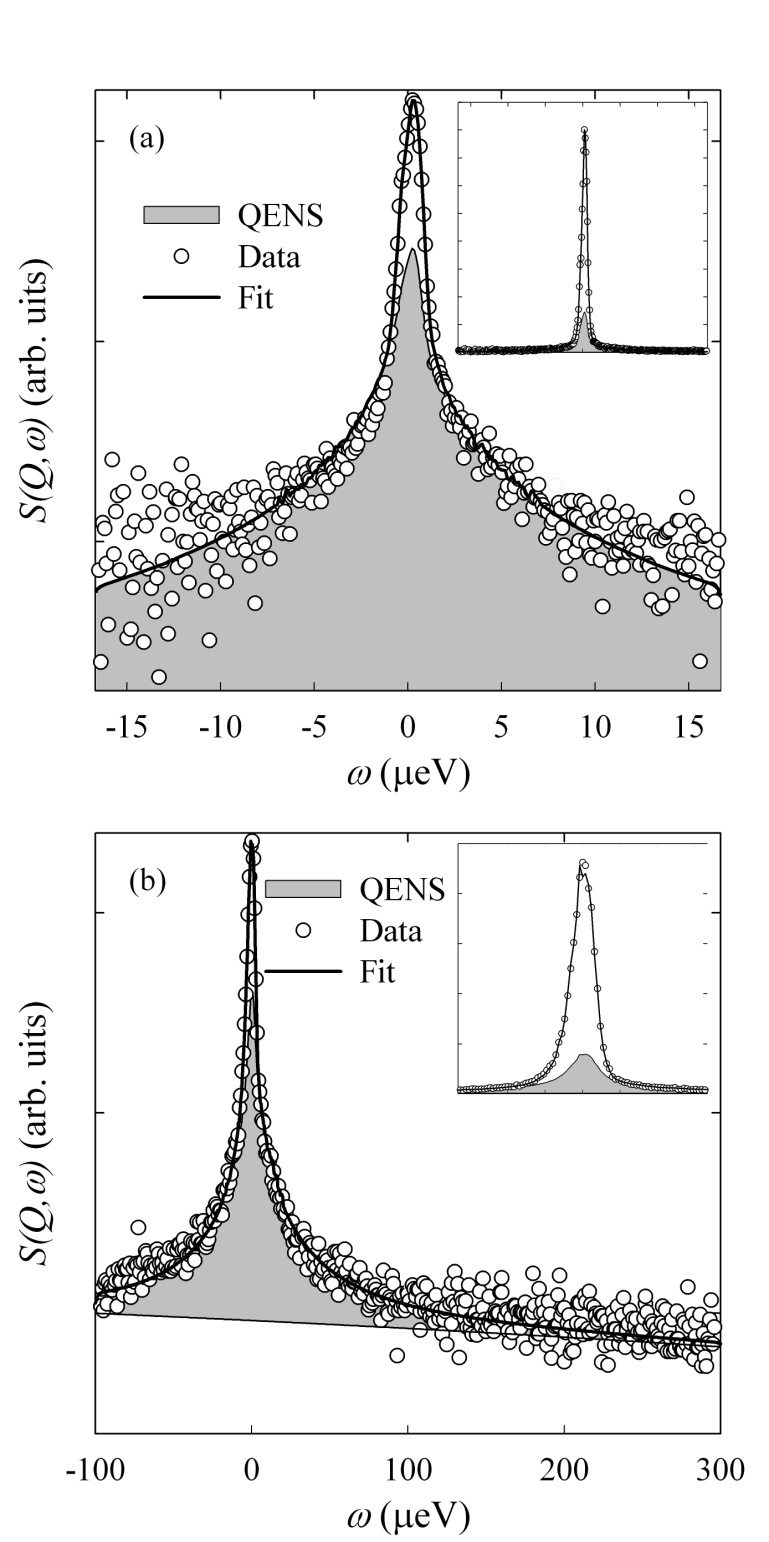 (a)
QENS
Data
Fit
S(Q,ω) (arb. uits)
-15 -10 -5 0 5 10 15
ω (μeV)
(b)
QENS
Data
Fit
S(Q,ω) (arb. uits)
-100 0 100 200 300
ω (μeV)